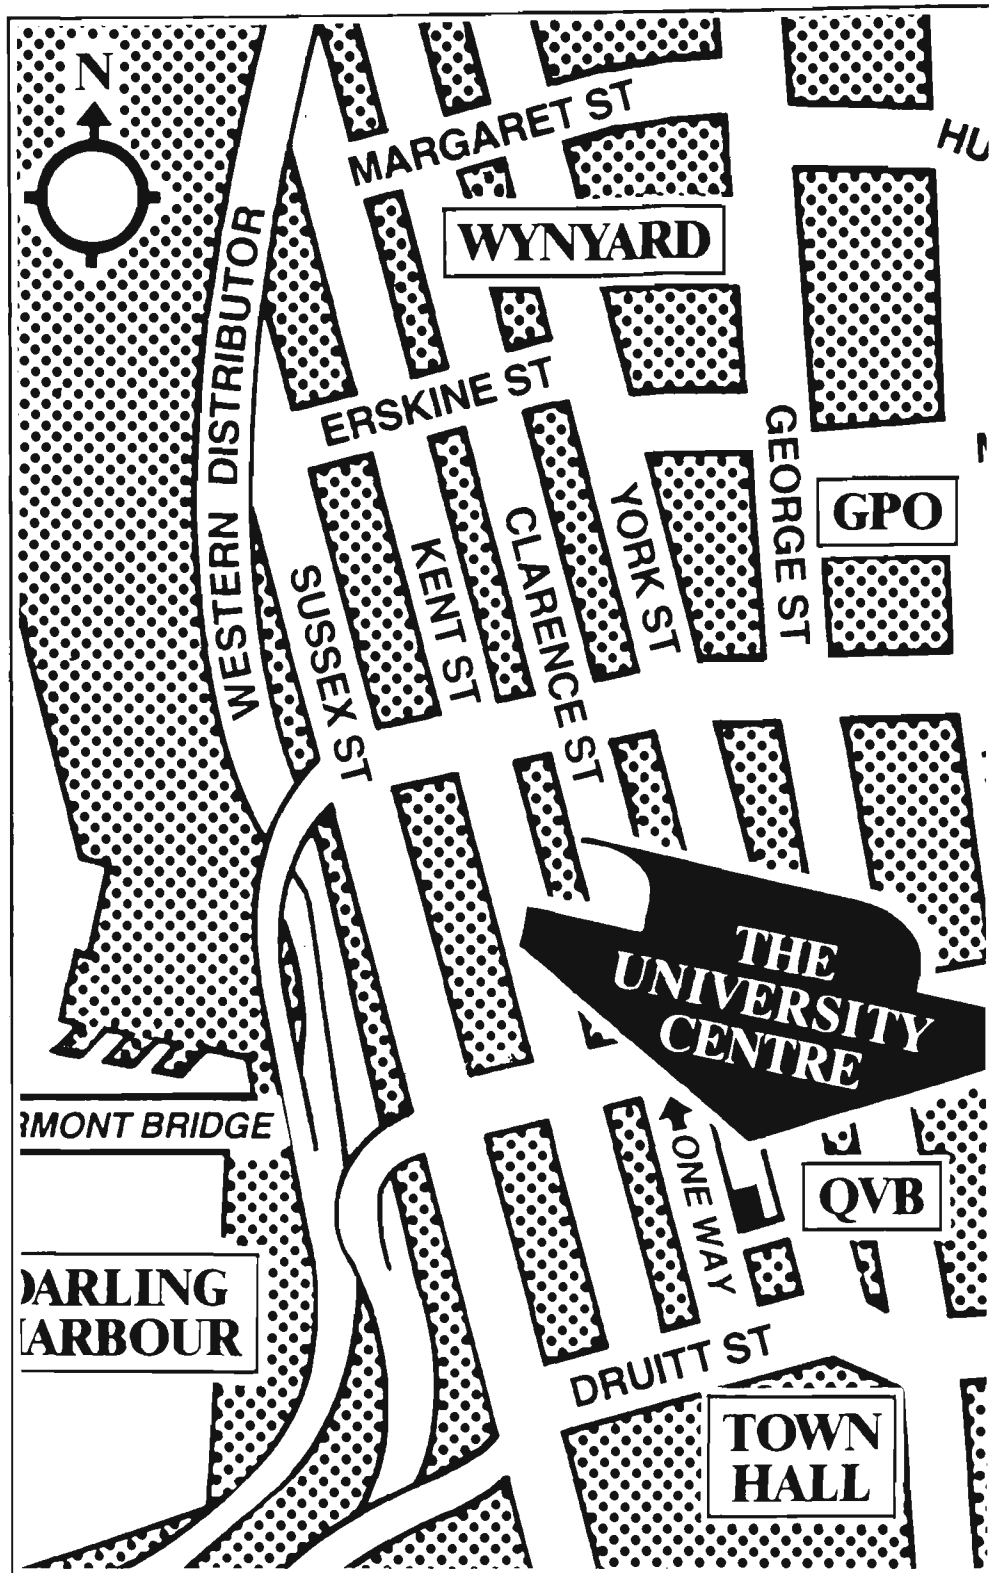 N
MARGARET ST
HU
WYNYARD
WESTERN DISTRIBUTOR
ERSKINE ST
GEORGE ST
GPO
YORK ST
CLARENCE ST
KENT ST
SUSSEX ST
THE
UNIVERSITY
CENTRE
RMONT BRIDGE
ONE WAY
QVB
DARLING
HARBOUR
DRUITT ST
TOWN
HALL